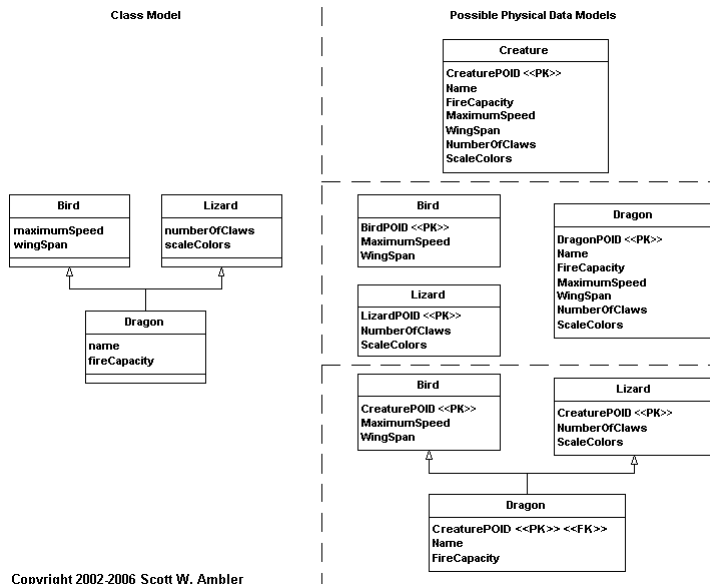 Class Model
Possible Physical Data Models
Creature
CreaturePOID <<PK>>
Name
FireCapacity
MaximumSpeed
WingSpan
NumberOfClaws
ScaleColors
Bird
maximumSpeed
wingSpan
Lizard
numberOfClaws
scaleColors
Dragon
name
fireCapacity
Bird
BirdPOID <<PK>>
MaximumSpeed
WingSpan
Lizard
LizardPOID <<PK>>
NumberOfClaws
ScaleColors
Dragon
DragonPOID <<PK>>
Name
FireCapacity
MaximumSpeed
WingSpan
NumberOfClaws
ScaleColors
Bird
CreaturePOID <<PK>>
MaximumSpeed
WingSpan
Lizard
CreaturePOID <<PK>>
NumberOfClaws
ScaleColors
Dragon
CreaturePOID <<PK>> <<FK>>
Name
FireCapacity
Copyright 2002-2006 Scott W. Ambler